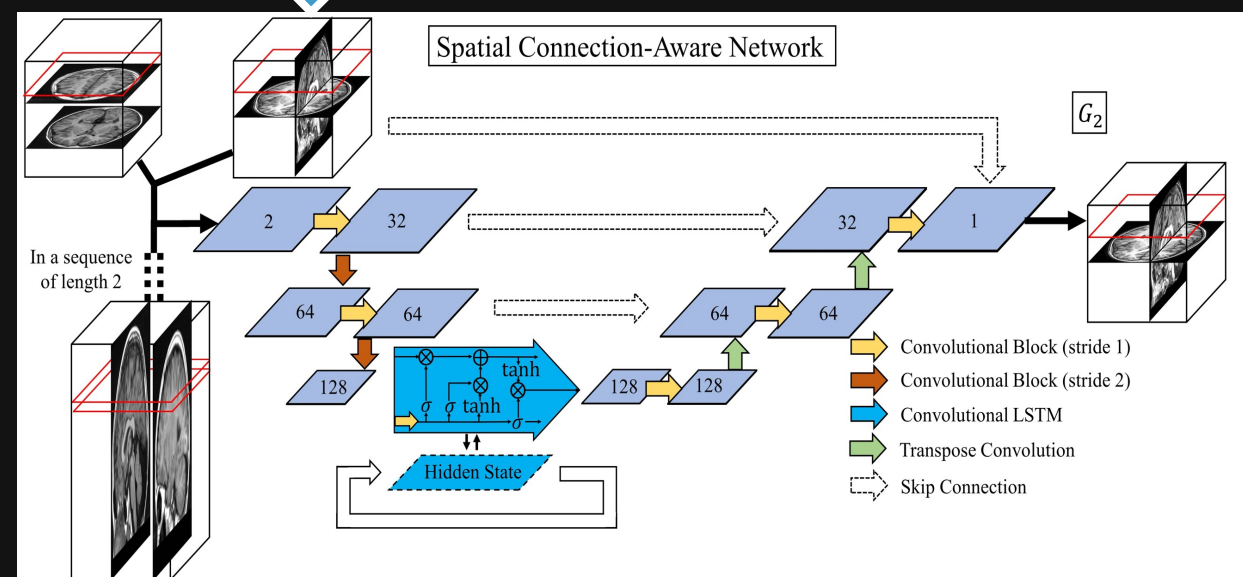 Spatial Connection-Aware Network
G₂
2
32
32
1
In a sequence
of length 2
64
64
64
64
128
tanh
σ
σ
tanh
σ
128
128
Hidden State
Convolutional Block (stride 1)
Convolutional Block (stride 2)
Convolutional LSTM
Transpose Convolution
Skip Connection